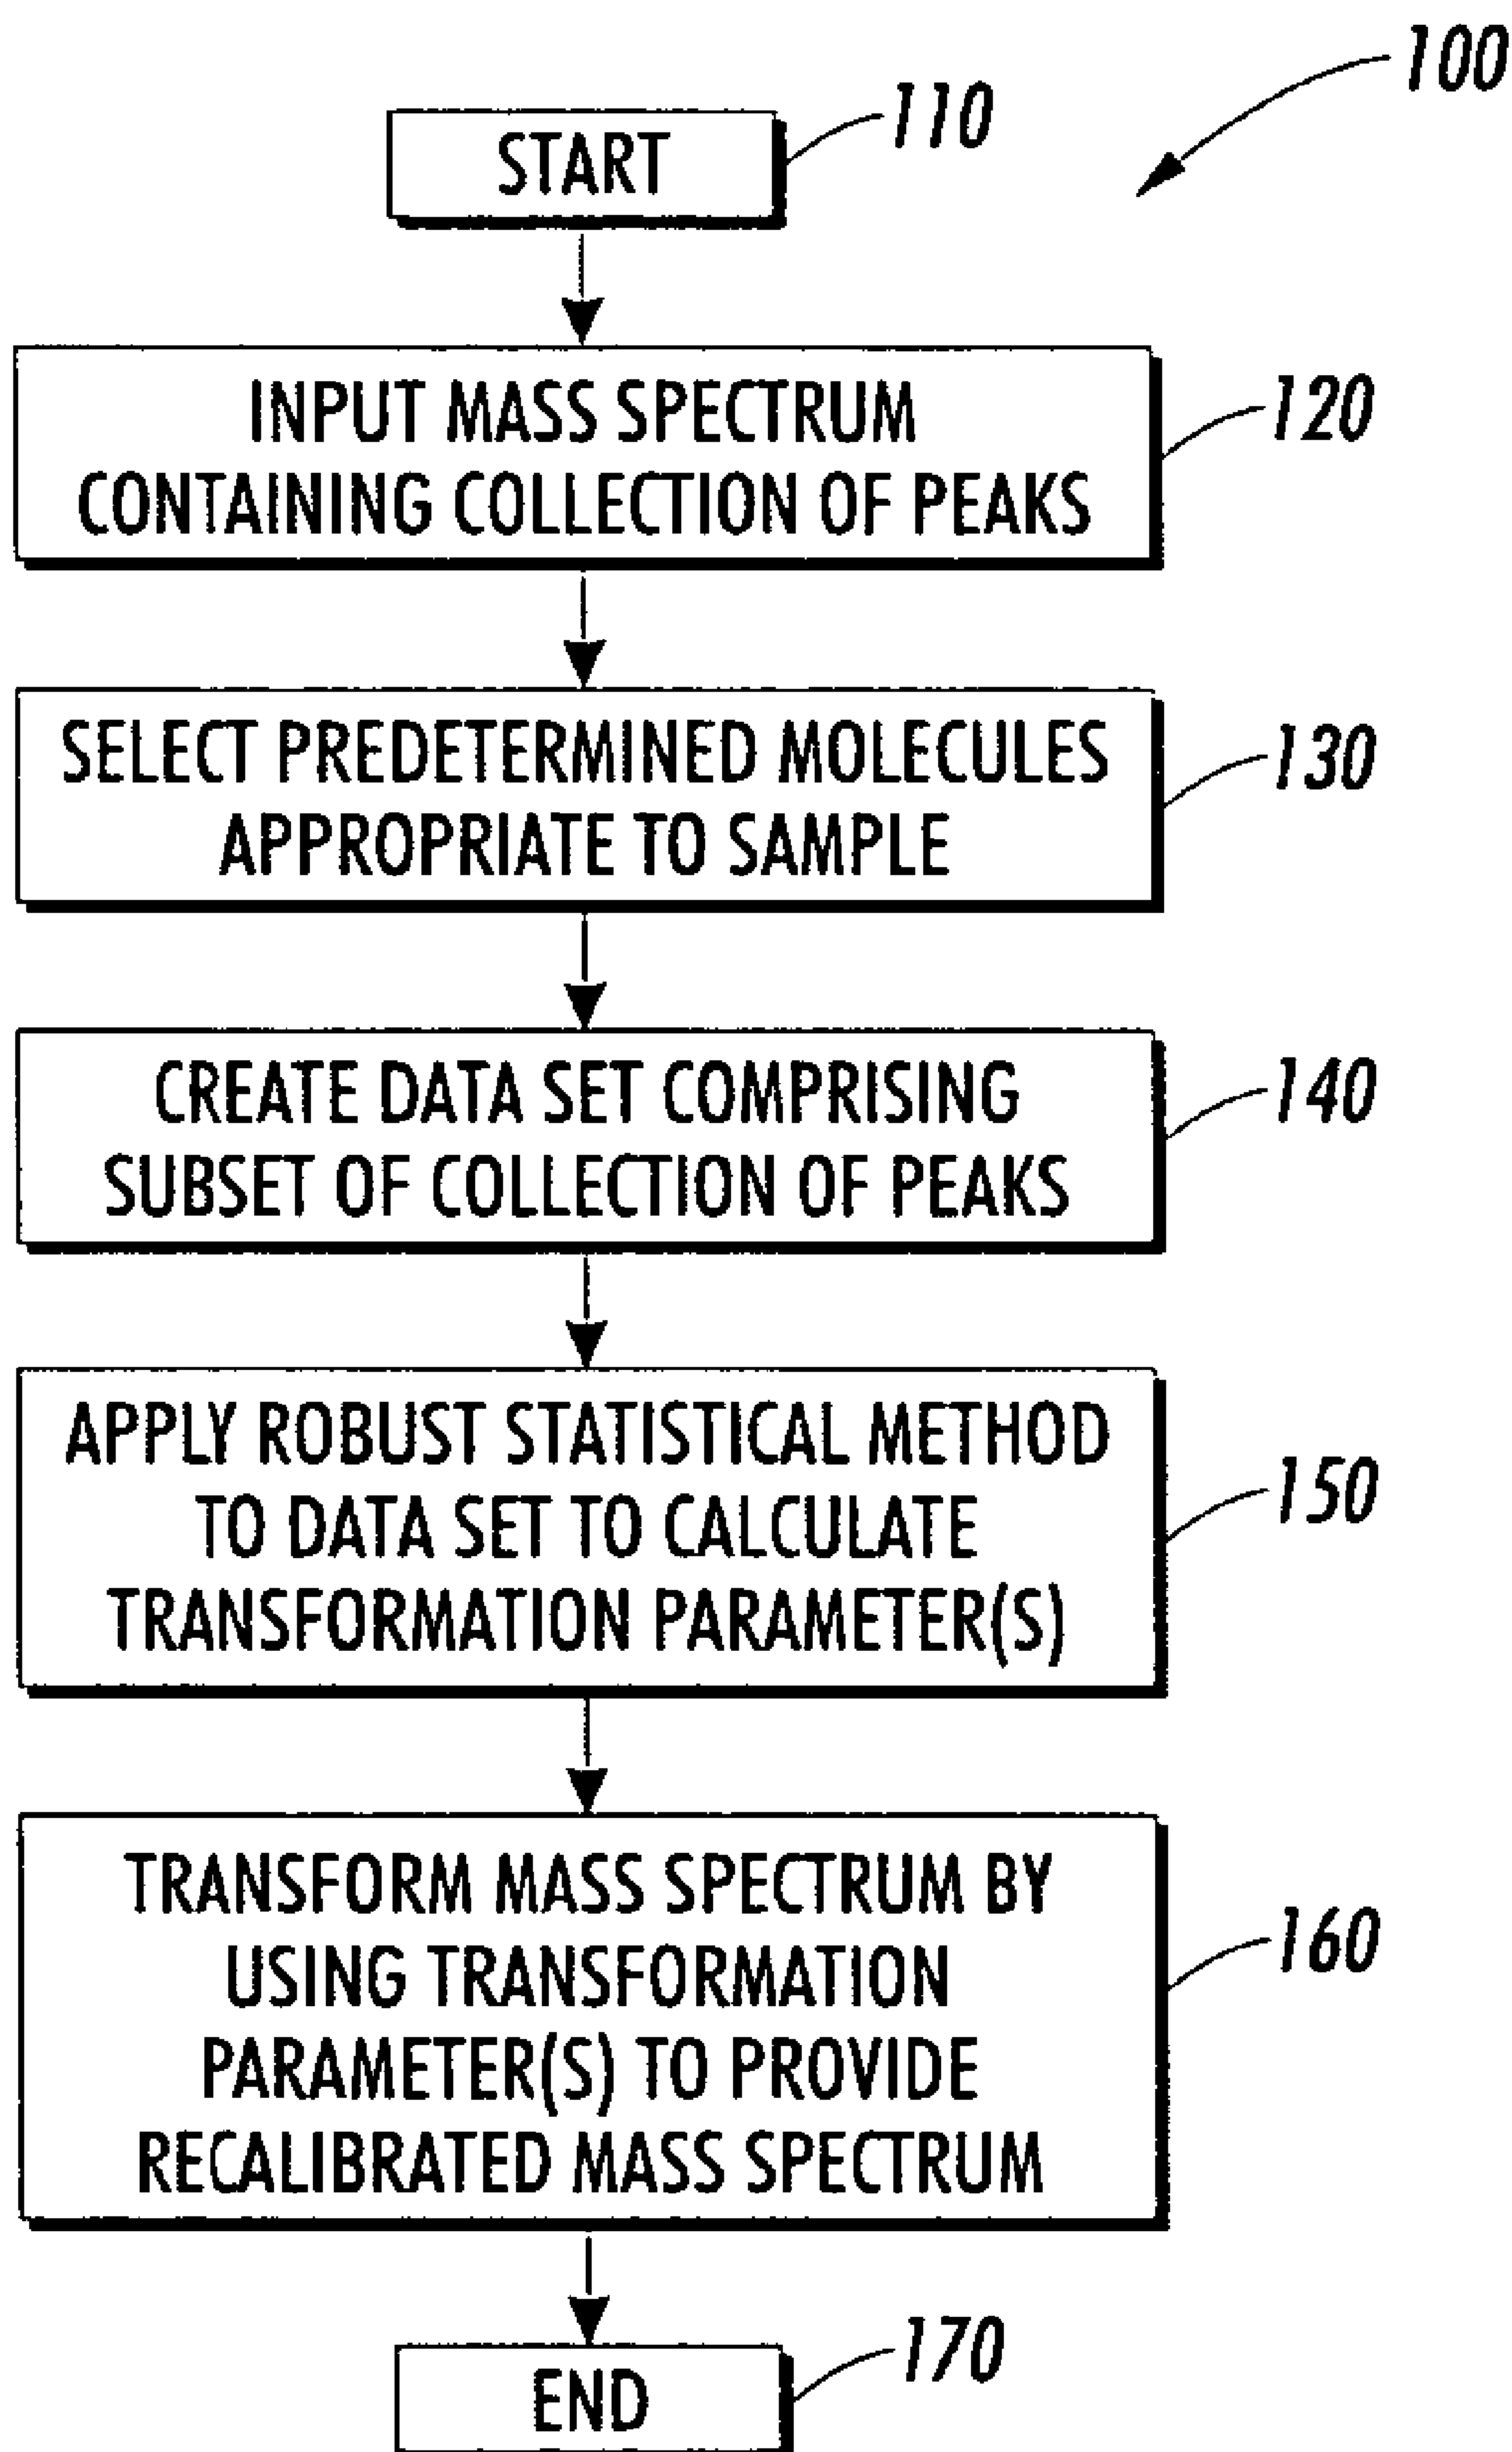 100
START
110
INPUT MASS SPECTRUM
CONTAINING COLLECTION OF PEAKS
120
SELECT PREDETERMINED MOLECULES
APPROPRIATE TO SAMPLE
130
CREATE DATA SET COMPRISING
SUBSET OF COLLECTION OF PEAKS
140
APPLY ROBUST STATISTICAL METHOD
TO DATA SET TO CALCULATE
TRANSFORMATION PARAMETER(S)
150
TRANSFORM MASS SPECTRUM BY
USING TRANSFORMATION
PARAMETER(S) TO PROVIDE
RECALIBRATED MASS SPECTRUM
160
END
170